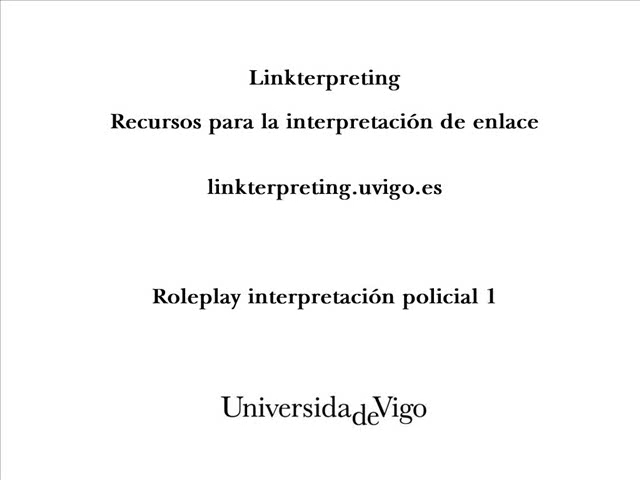 Linkterpreting
Recursos para la interpretación de enlace
linkterpreting.uvigo.es
Roleplay interpretación policial 1
UniversidadeVigo